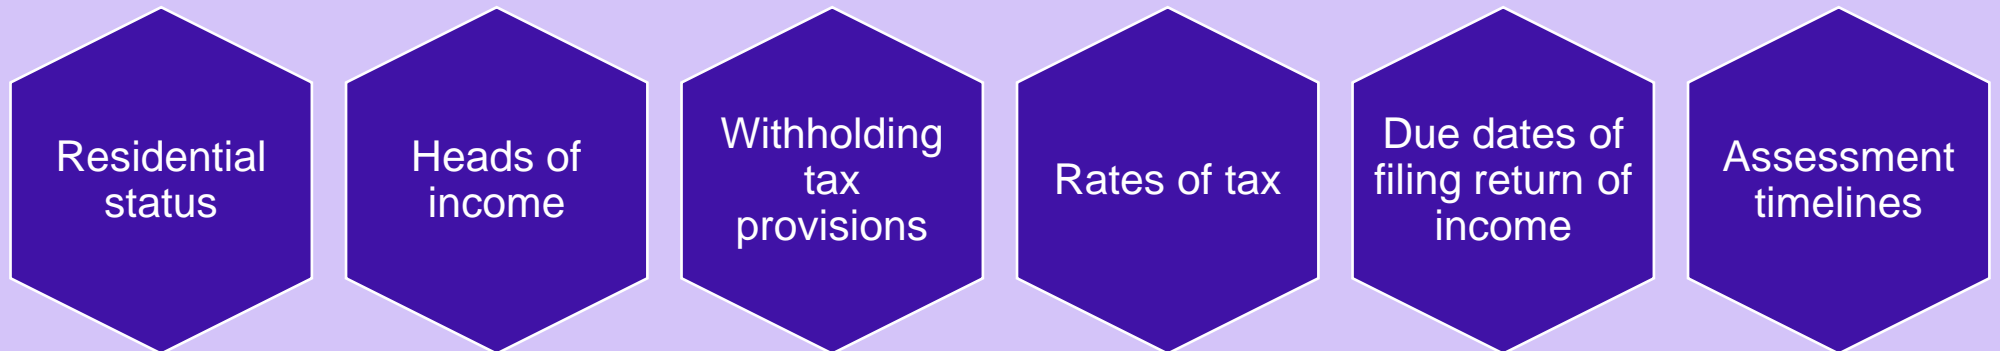 Residential
status
Heads of
income
Withholding
tax
provisions
Rates of tax
Due dates of
filing return of
income
Assessment
timelines